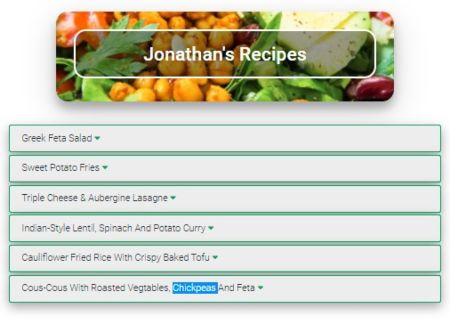 Jonathan's Recipes
Greek Feta Salad
Sweet Potato Fries
Triple Cheese & Aubergine Lasagne
Indian-Style Lentil, Spinach And Potato Curry
Cauliflower Fried Rice With Crispy Baked Tofu
Cous-Cous With Roasted Vegtables, Chickpeas And Feta